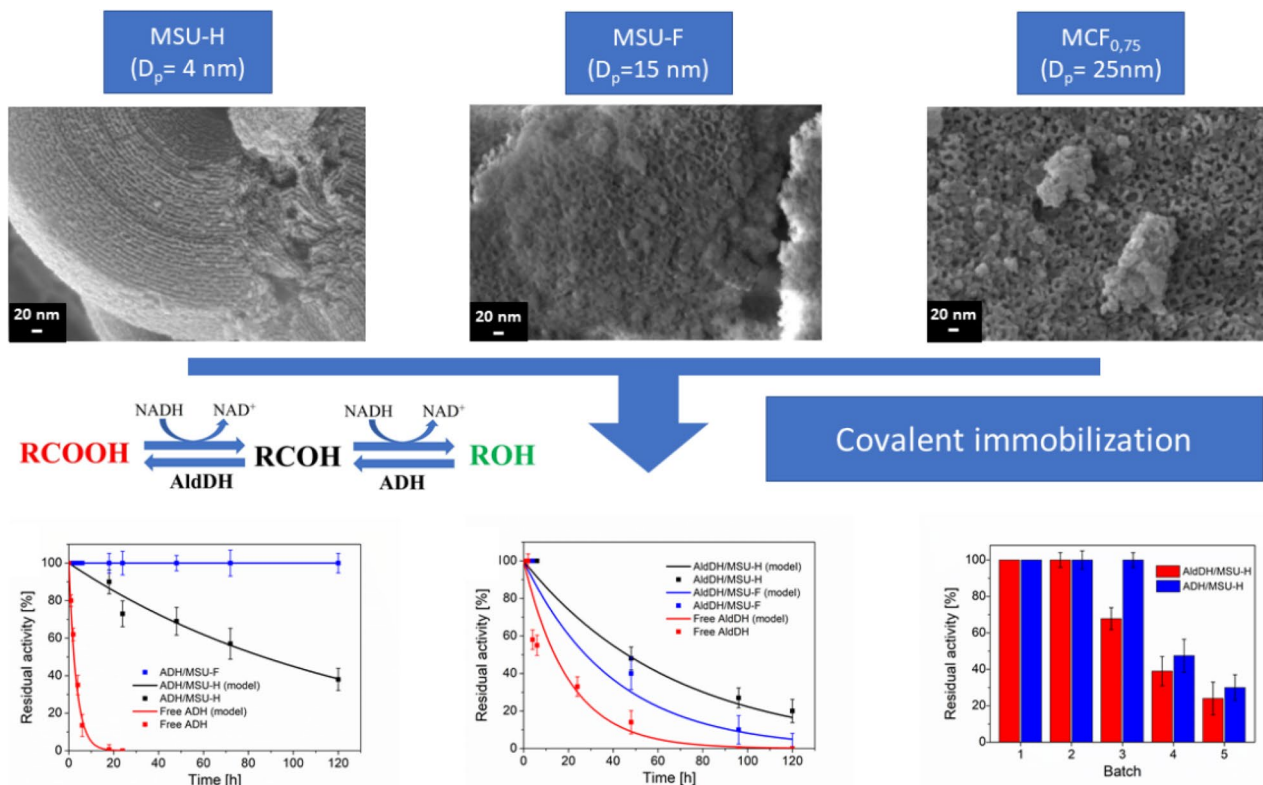 MSU-H
(Dp= 4 nm)
MSU-F
(Dp=15 nm)
MCF0,75
(Dp= 25nm)
20 nm
20 nm
20 nm
NADH NAD+ NADH NAD+
RCOOH RCOH ROH
AldDH ADH
Covalent immobilization
Residual activity [%]
100
80
60
40
20
0
ADH/MSU-F
ADH/MSU-H (model)
ADH/MSU-H
Free ADH (model)
Free ADH
0 20 40 60 80 100 120
Time [h]
Residual activity [%]
100
80
60
40
20
0
AldDH/MSU-H (model)
AldDH/MSU-H
AldDH/MSU-F (model)
AldDH/MSU-F
Free AldDH (model)
Free AldDH
0 20 40 60 80 100 120
Time [h]
Residual activity [%]
100
80
60
40
20
0
AldDH/MSU-H
ADH/MSU-H
1 2 3 4 5
Batch